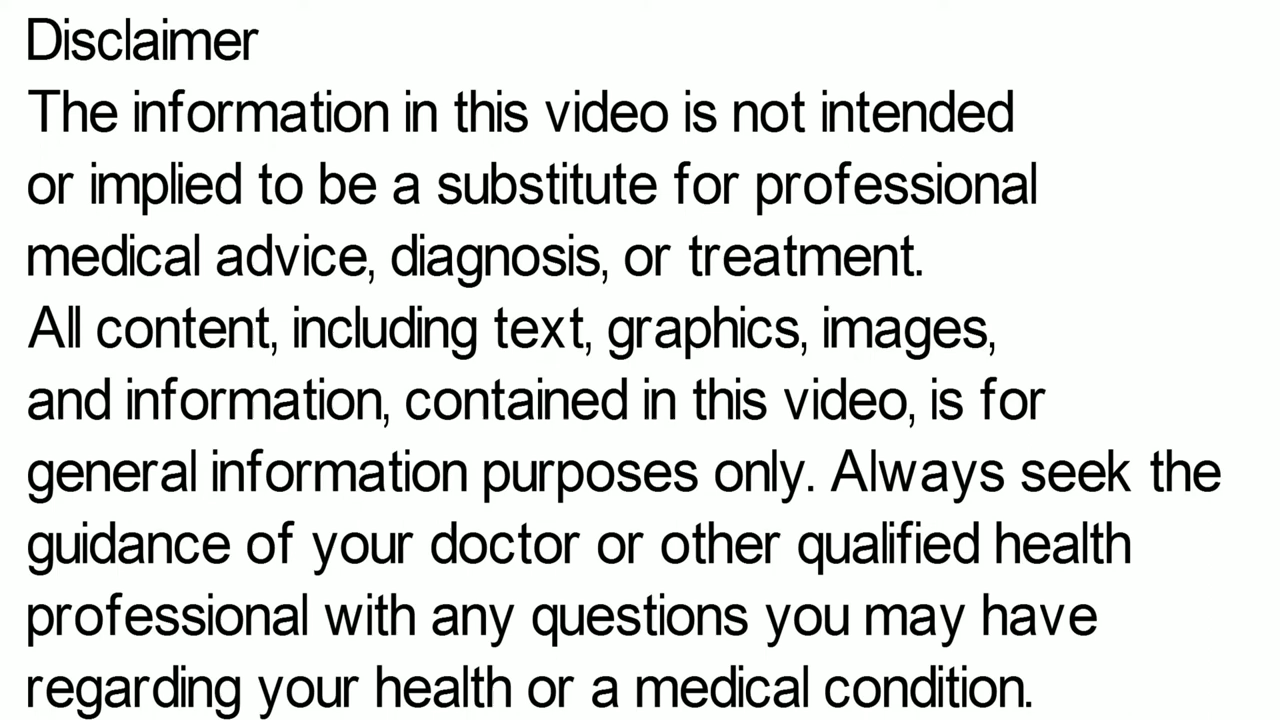 Disclaimer
The information in this video is not intended
or implied to be a substitute for professional
medical advice, diagnosis, or treatment.
All content, including text, graphics, images,
and information, contained in this video, is for
general information purposes only. Always seek the
guidance of your doctor or other qualified health
professional with any questions you may have
regarding your health or a medical condition.